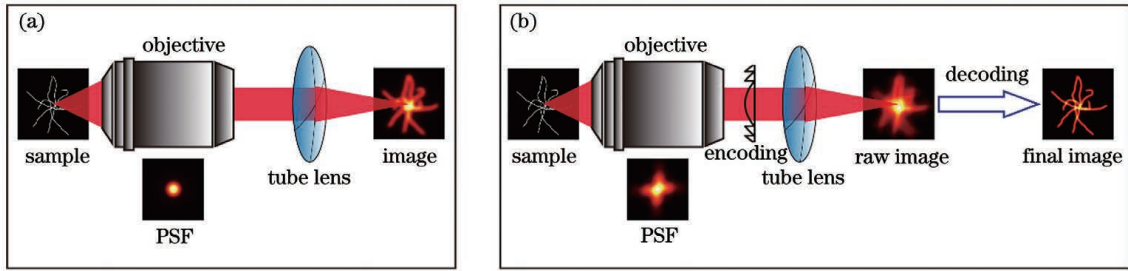 (a)
objective
sample
tube lens
image
PSF
(b)
objective
decoding
sample
encoding
tube lens
raw image
final image
PSF